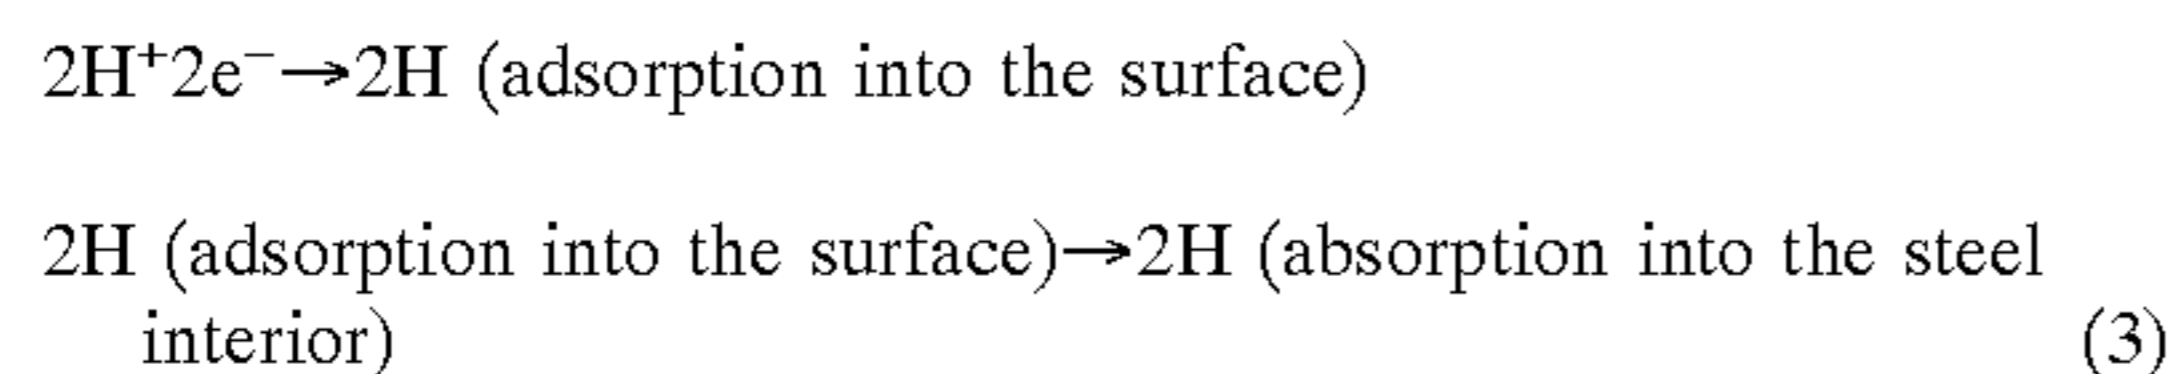 2H⁺2e⁻→2H (adsorption into the surface)
2H (adsorption into the surface)→2H (absorption into the steel
interior) (3)